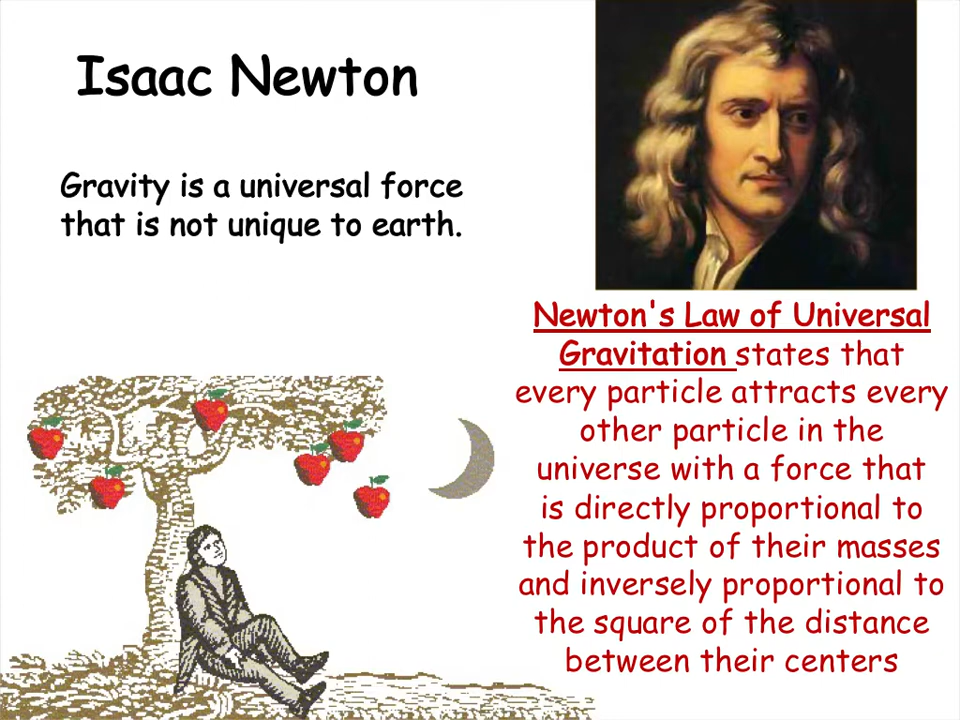 Isaac Newton
Gravity is a universal force
that is not unique to earth.
Newton's Law of Universal
Gravitation states that
every particle attracts every
other particle in the
universe with a force that
is directly proportional to
the product of their masses
and inversely proportional to
the square of the distance
between their centers